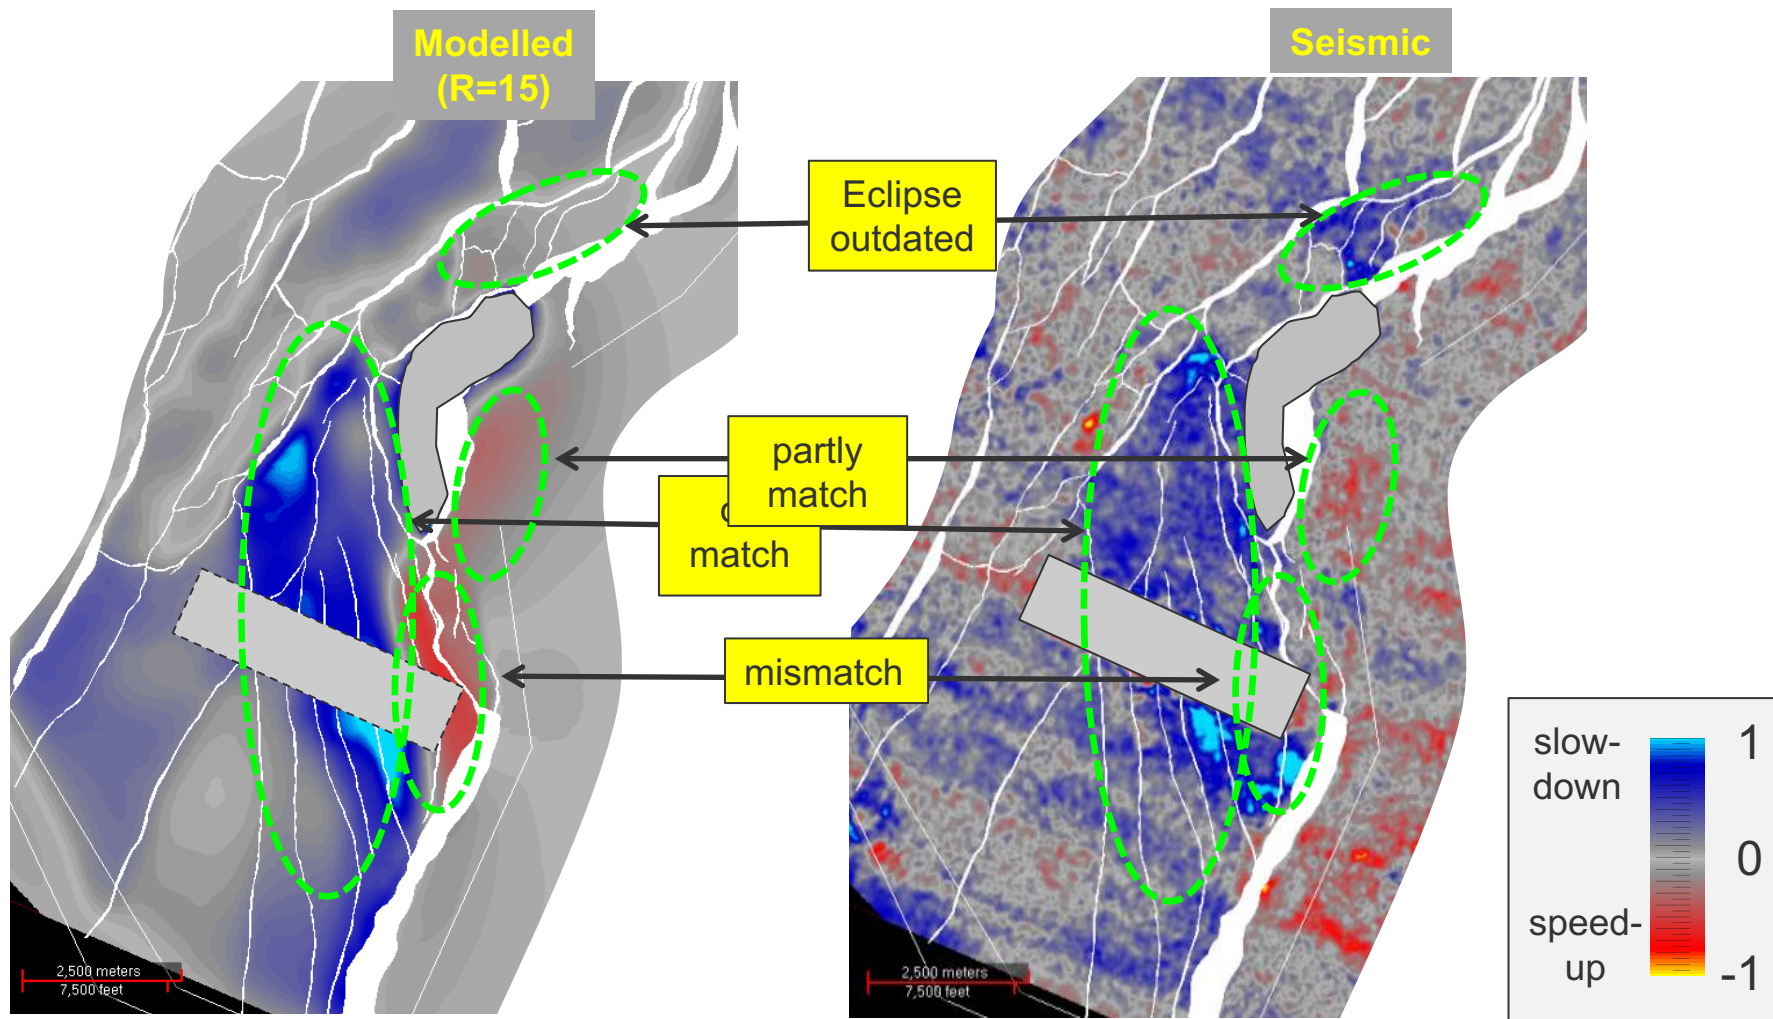 Modelled
(R=15)
Seismic
Eclipse
outdated
partly
match
match
mismatch
slow-
down
1
0
speed-
up
-1
2,500 meters
7,500 feet
2,500 meters
7,500 feet